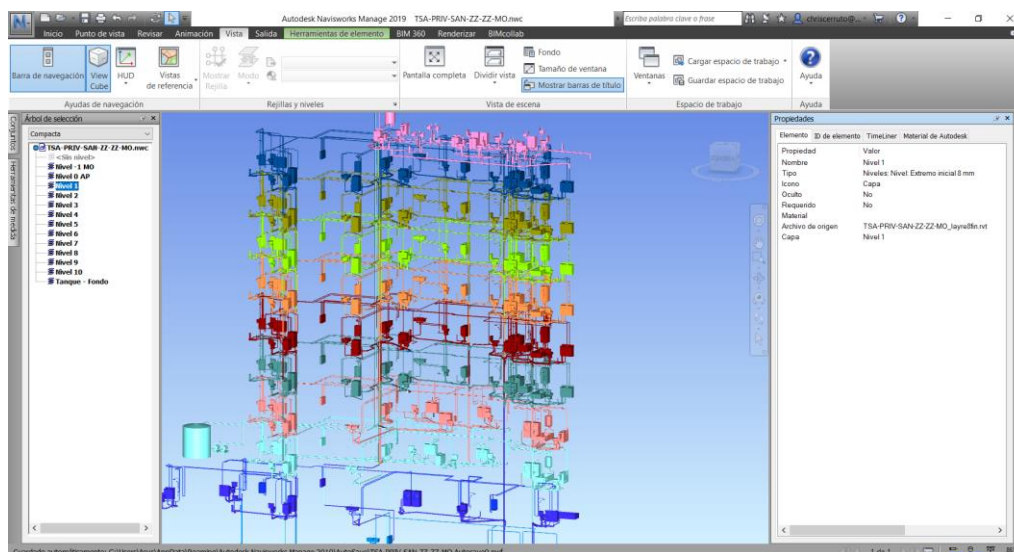 Autodesk Navisworks Manage 2019 TSA-PRIV-SAN-ZZ-ZZ-MO.nwc
Escriba palabra clave o frase
chriscerruto@...
Inicio Punto de vista Revisar Animación Vista Salida Herramientas de elemento BIM 360 Renderizar BIMcollab
Barra de navegación
View Cube
HUD
Vistas de referencia
Ayudas de navegación
Mostrar Rejilla
Modo
Rejillas y niveles
Pantalla completa
Dividir vista
Fondo
Tamaño de ventana
Mostrar barras de título
Vista de escena
Ventanas
Cargar espacio de trabajo
Guardar espacio de trabajo
Espacio de trabajo
Ayuda
Ayuda
Conjuntos
Herramientas de medida
Árbol de selección
Compacta
TSA-PRIV-SAN-ZZ-ZZ-MO.nwc
<Sin nivel>
Nivel -1 MO
Nivel 0 AP
Nivel 1
Nivel 2
Nivel 3
Nivel 4
Nivel 5
Nivel 6
Nivel 7
Nivel 8
Nivel 9
Nivel 10
Tanque - Fondo
Propiedades
Elemento ID de elemento TimeLiner Material de Autodesk
Propiedad Valor
Nombre Nivel 1
Tipo Niveles: Nivel: Extremo inicial 8 mm
Icono Capa
Oculto No
Requerido No
Material
Archivo de origen TSA-PRIV-SAN-ZZ-ZZ-MO_layre8fin.rvt
Capa Nivel 1
1 de 1